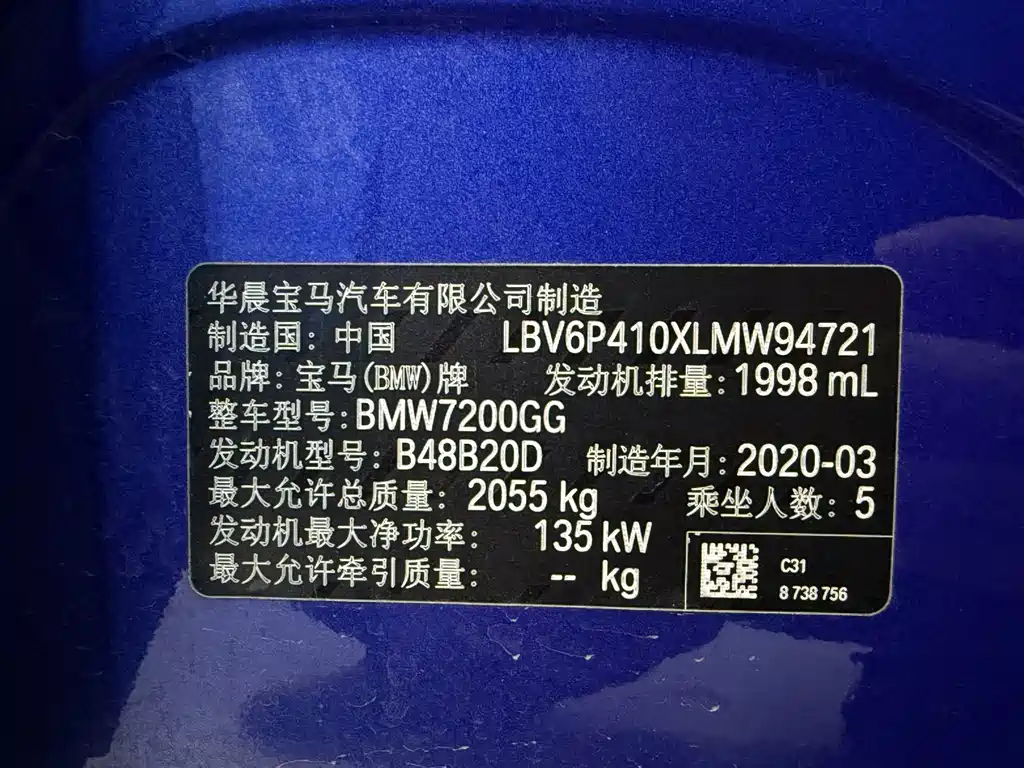 华晨宝马汽车有限公司制造
制造国：中国 LBV6P410XLMW94721
品牌：宝马(BMW)牌 发动机排量：1998 mL
整车型号：BMW7200GG
发动机型号：B48B20D 制造年月：2020-03
最大允许总质量：2055 kg 乘坐人数：5
发动机最大净功率：135 kW
最大允许牵引质量：-- kg
C31
8 738 756